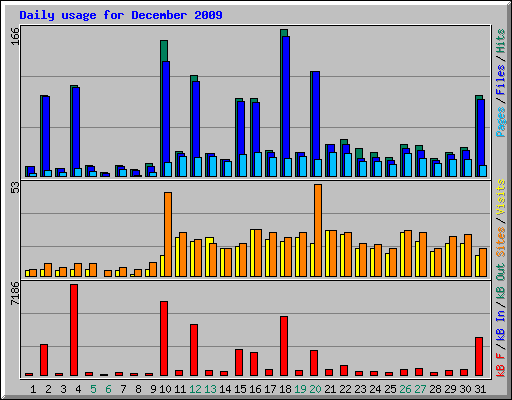 Daily usage for December 2009
166
Pages / Files / Hits
53
Sites / Visits
7186
kB F / kB In / kB Out
1 2 3 4 5 6 7 8 9 10 11 12 13 14 15 16 17 18 19 20 21 22 23 24 25 26 27 28 29 30 31